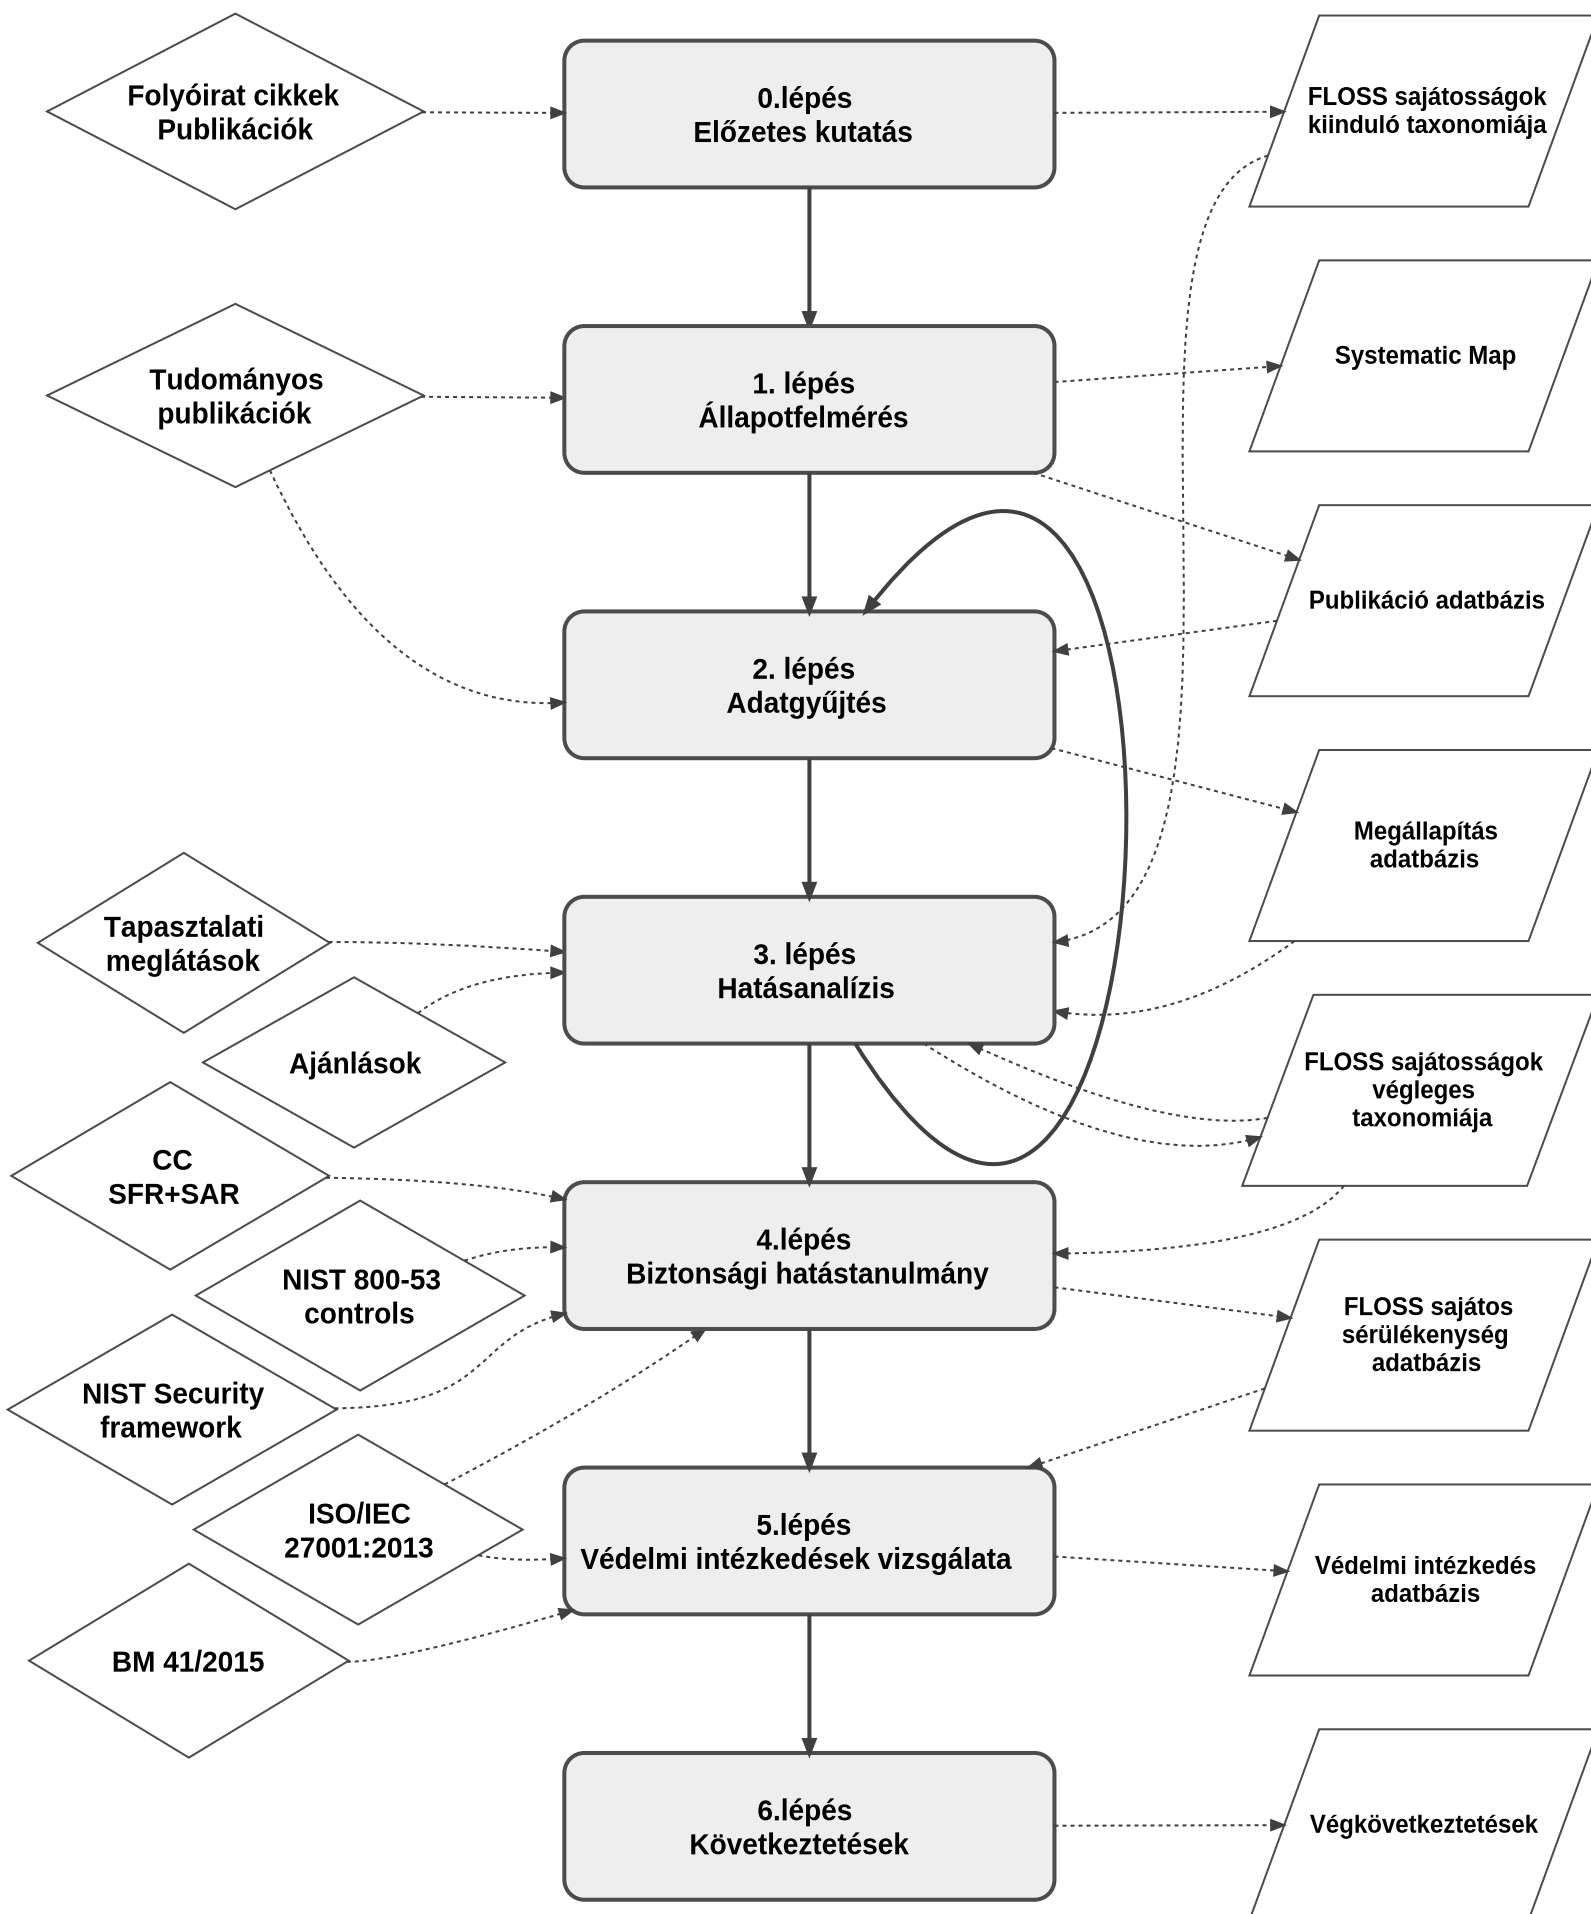 Folyóirat cikkek
Publikációk
0.lépés
Előzetes kutatás
FLOSS sajátosságok
kiinduló taxonomiája
Tudományos
publikációk
1. lépés
Állapotfelmérés
Systematic Map
Publikáció adatbázis
2. lépés
Adatgyűjtés
Megállapítás
adatbázis
Tapasztalati
meglátások
3. lépés
Hatásanalízis
Ajánlások
FLOSS sajátosságok
végleges
taxonomiája
CC
SFR+SAR
NIST 800-53
controls
4.lépés
Biztonsági hatástanulmány
FLOSS sajátos
sérülékenység
adatbázis
NIST Security
framework
ISO/IEC
27001:2013
5.lépés
Védelmi intézkedések vizsgálata
Védelmi intézkedés
adatbázis
BM 41/2015
6.lépés
Következtetések
Végkövetkeztetések